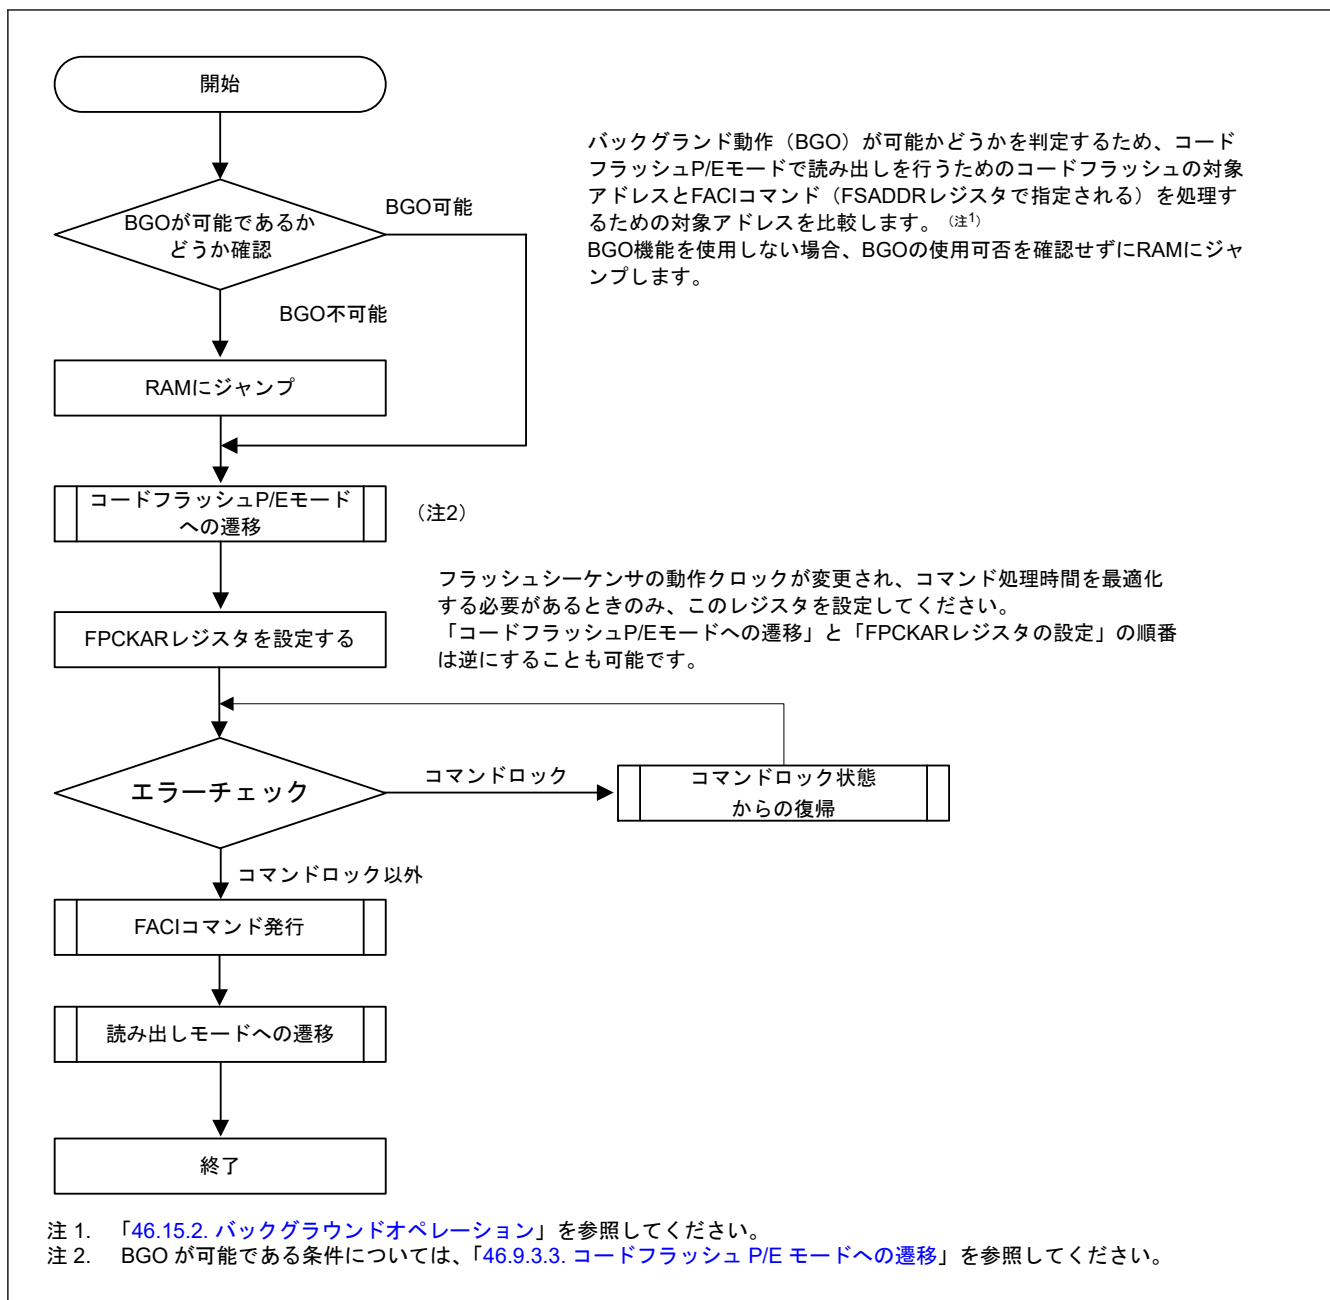 開始
バックグランド動作（BGO）が可能かどうかを判定するため、コード
フラッシュP/Eモードで読み出しを行うためのコードフラッシュの対象
アドレスとFACIコマンド（FSADDRレジスタで指定される）を処理す
るための対象アドレスを比較します。（注1）
BGO機能を使用しない場合、BGOの使用可否を確認せずにRAMにジャ
ンプします。
BGOが可能であるか
どうか確認
BGO可能
BGO不可能
RAMにジャンプ
コードフラッシュP/Eモード
への遷移
（注2）
フラッシュシーケンサの動作クロックが変更され、コマンド処理時間を最適化
する必要があるときのみ、このレジスタを設定してください。
「コードフラッシュP/Eモードへの遷移」と「FPCKARレジスタの設定」の順番
は逆にすることも可能です。
FPCKARレジスタを設定する
エラーチェック
コマンドロック
コマンドロック状態
からの復帰
コマンドロック以外
FACIコマンド発行
読み出しモードへの遷移
終了
注 1. 「46.15.2. バックグラウンドオペレーション」を参照してください。
注 2. BGO が可能である条件については、「46.9.3.3. コードフラッシュ P/E モードへの遷移」を参照してください。